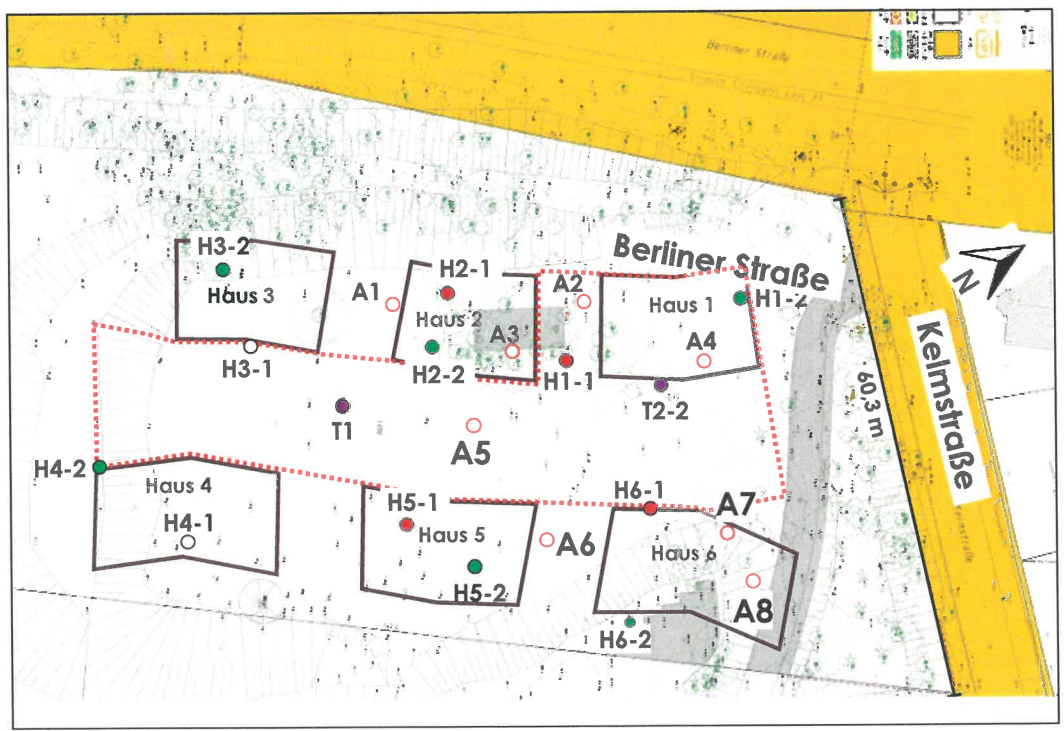 Berliner Straße
N
Berliner Straße
H3-2
Haus 3
H3-1
A1
H2-1
Haus 2
A3
H2-2
A2
H1-1
Haus 1
H1-2
A4
T2-2
60,3 m
Kelmstraße
T1
A5
H4-2
Haus 4
H4-1
H5-1
Haus 5
H5-2
A6
H6-1
A7
Haus 6
A8
H6-2